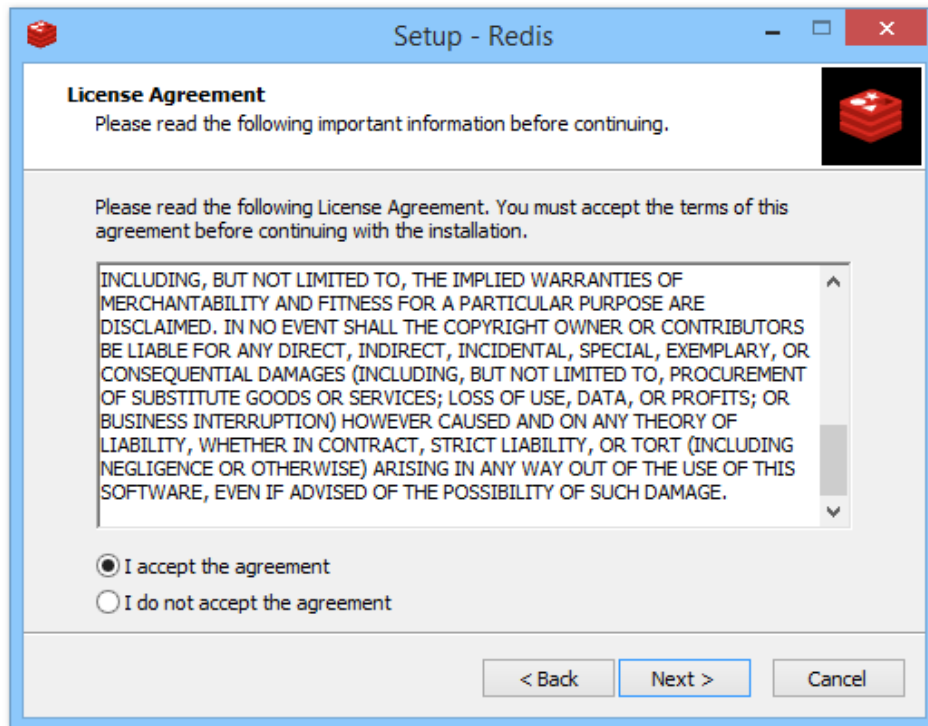 Setup - Redis
License Agreement
Please read the following important information before continuing.
Please read the following License Agreement. You must accept the terms of this
agreement before continuing with the installation.
INCLUDING, BUT NOT LIMITED TO, THE IMPLIED WARRANTIES OF
MERCHANTABILITY AND FITNESS FOR A PARTICULAR PURPOSE ARE
DISCLAIMED. IN NO EVENT SHALL THE COPYRIGHT OWNER OR CONTRIBUTORS
BE LIABLE FOR ANY DIRECT, INDIRECT, INCIDENTAL, SPECIAL, EXEMPLARY, OR
CONSEQUENTIAL DAMAGES (INCLUDING, BUT NOT LIMITED TO, PROCUREMENT
OF SUBSTITUTE GOODS OR SERVICES; LOSS OF USE, DATA, OR PROFITS; OR
BUSINESS INTERRUPTION) HOWEVER CAUSED AND ON ANY THEORY OF
LIABILITY, WHETHER IN CONTRACT, STRICT LIABILITY, OR TORT (INCLUDING
NEGLIGENCE OR OTHERWISE) ARISING IN ANY WAY OUT OF THE USE OF THIS
SOFTWARE, EVEN IF ADVISED OF THE POSSIBILITY OF SUCH DAMAGE.
I accept the agreement
I do not accept the agreement
< Back
Next >
Cancel